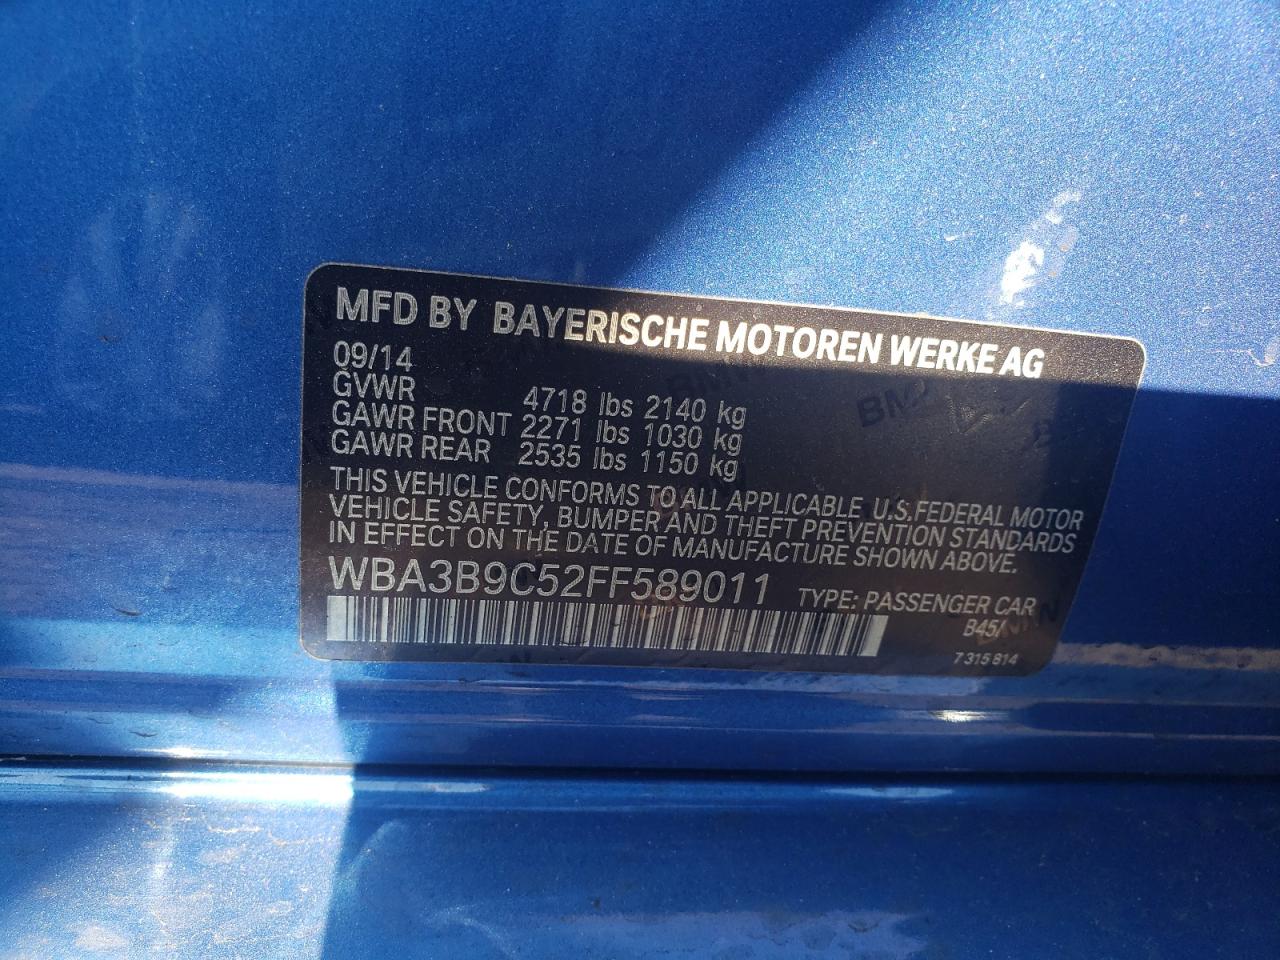 MFD BY BAYERISCHE MOTOREN WERKE AG
09/14
GVWR 4718 lbs 2140 kg
GAWR FRONT 2271 lbs 1030 kg
GAWR REAR 2535 lbs 1150 kg
THIS VEHICLE CONFORMS TO ALL APPLICABLE U.S. FEDERAL MOTOR
VEHICLE SAFETY, BUMPER AND THEFT PREVENTION STANDARDS
IN EFFECT ON THE DATE OF MANUFACTURE SHOWN ABOVE.
WBA3B9C52FF589011 TYPE: PASSENGER CAR
B45/
7 315 814